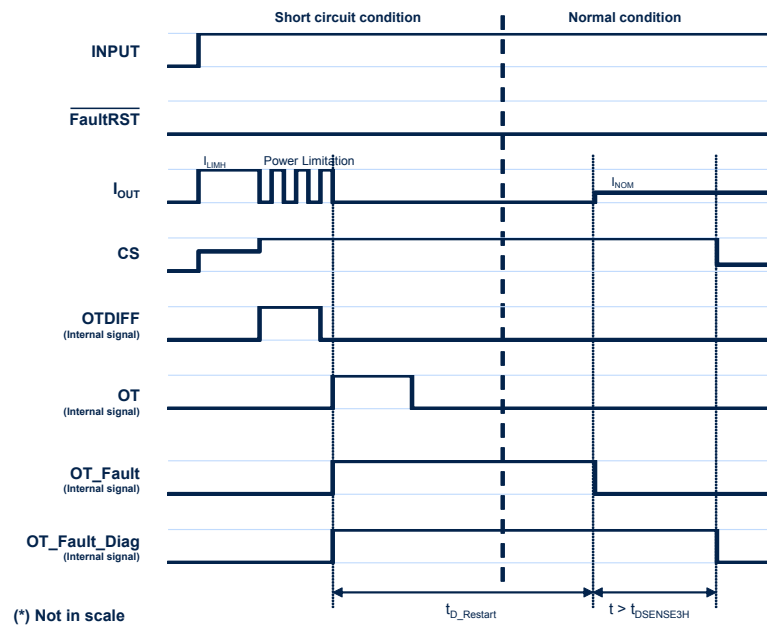 Short circuit condition
Normal condition
INPUT
FaultRST
I_LIMH
Power Limitation
I_OUT
I_NOM
CS
OTDIFF
(Internal signal)
OT
(Internal signal)
OT_Fault
(Internal signal)
OT_Fault_Diag
(Internal signal)
t_D_Restart
t > t_DSENSE3H
(*) Not in scale